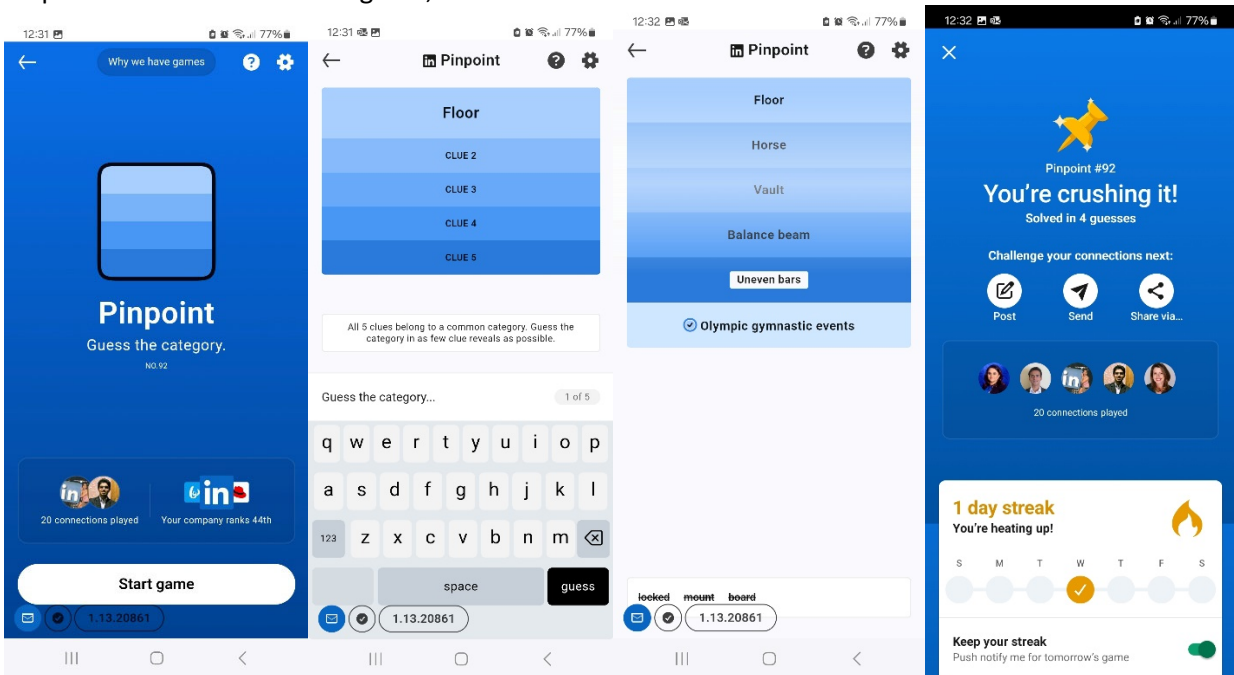 12:31
77%
Why we have games
Pinpoint
Guess the category.
NO.92
in
in
20 connections played
Your company ranks 44th
Start game
1.13.20861
12:31
77%
in Pinpoint
Floor
CLUE 2
CLUE 3
CLUE 4
CLUE 5
All 5 clues belong to a common category. Guess the
category in as few clue reveals as possible.
Guess the category...
1 of 5
q w e r t y u i o p
a s d f g h j k l
123 z x c v b n m
space
guess
1.13.20861
12:32
77%
in Pinpoint
Floor
Horse
Vault
Balance beam
Uneven bars
Olympic gymnastic events
locked mount board
1.13.20861
12:32
77%
Pinpoint #92
You're crushing it!
Solved in 4 guesses
Challenge your connections next:
Post
Send
Share via...
in
20 connections played
1 day streak
You're heating up!
S M T W T F S
Keep your streak
Push notify me for tomorrow's game